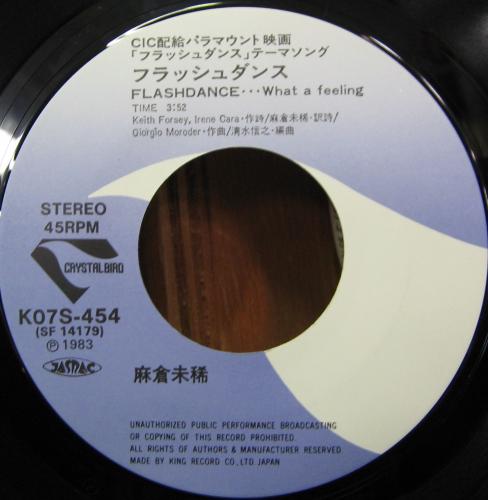 CIC配給パラマウント映画
「フラッシュダンス」テーマソング
フラッシュダンス
FLASHDANCE･･･What a feeling
TIME 3:52
Keith Forsey, Irene Cara・作詩/麻倉未稀・訳詩/
Giorgio Moroder・作曲/清水信之・編曲
STEREO
45RPM
CRYSTALBIRD
K07S-454
(SF 14179)
Ⓟ 1983
JASRAC
麻倉未稀
UNAUTHORIZED PUBLIC PERFORMANCE BROADCASTING
OR COPYING OF THIS RECORD PROHIBITED.
ALL RIGHTS OF AUTHORS & MANUFACTURER RESERVED.
MADE BY KING RECORD CO., LTD. JAPAN